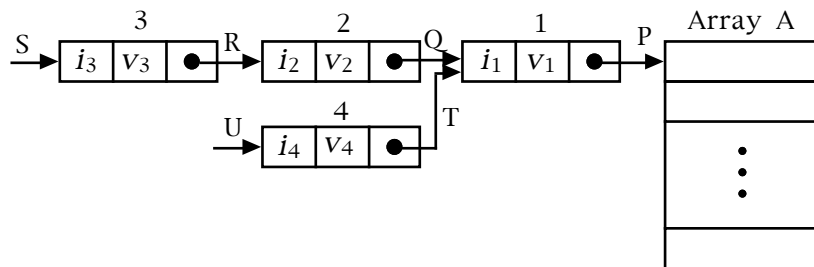 3 2 1 Array A
S R Q P
i₃ v₃ i₂ v₂ i₁ v₁
4
U T
i₄ v₄